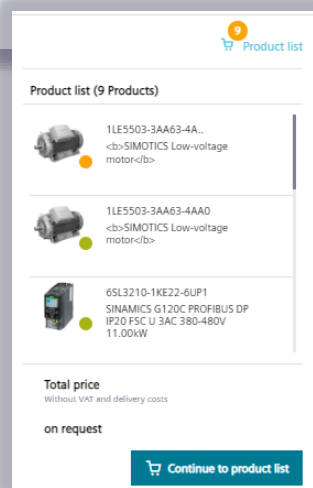 9
Product list
Product list (9 Products)
1LE5503-3AA63-4A..
<b>SIMOTICS Low-voltage
motor</b>
1LE5503-3AA63-4AA0
<b>SIMOTICS Low-voltage
motor</b>
6SL3210-1KE22-6UP1
SINAMICS G120C PROFIBUS DP
IP20 FSC U 3AC 380-480V
11.00kW
Total price
Without VAT and delivery costs
on request
Continue to product list